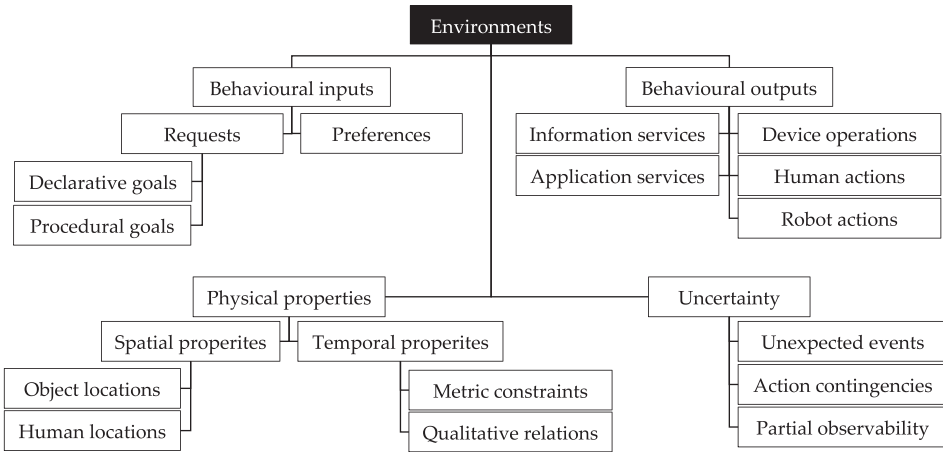 Environments
Behavioural inputs
Behavioural outputs
Requests
Preferences
Information services
Device operations
Declarative goals
Application services
Human actions
Procedural goals
Robot actions
Physical properties
Uncertainty
Spatial properites
Temporal properites
Unexpected events
Object locations
Metric constraints
Action contingencies
Human locations
Qualitative relations
Partial observability